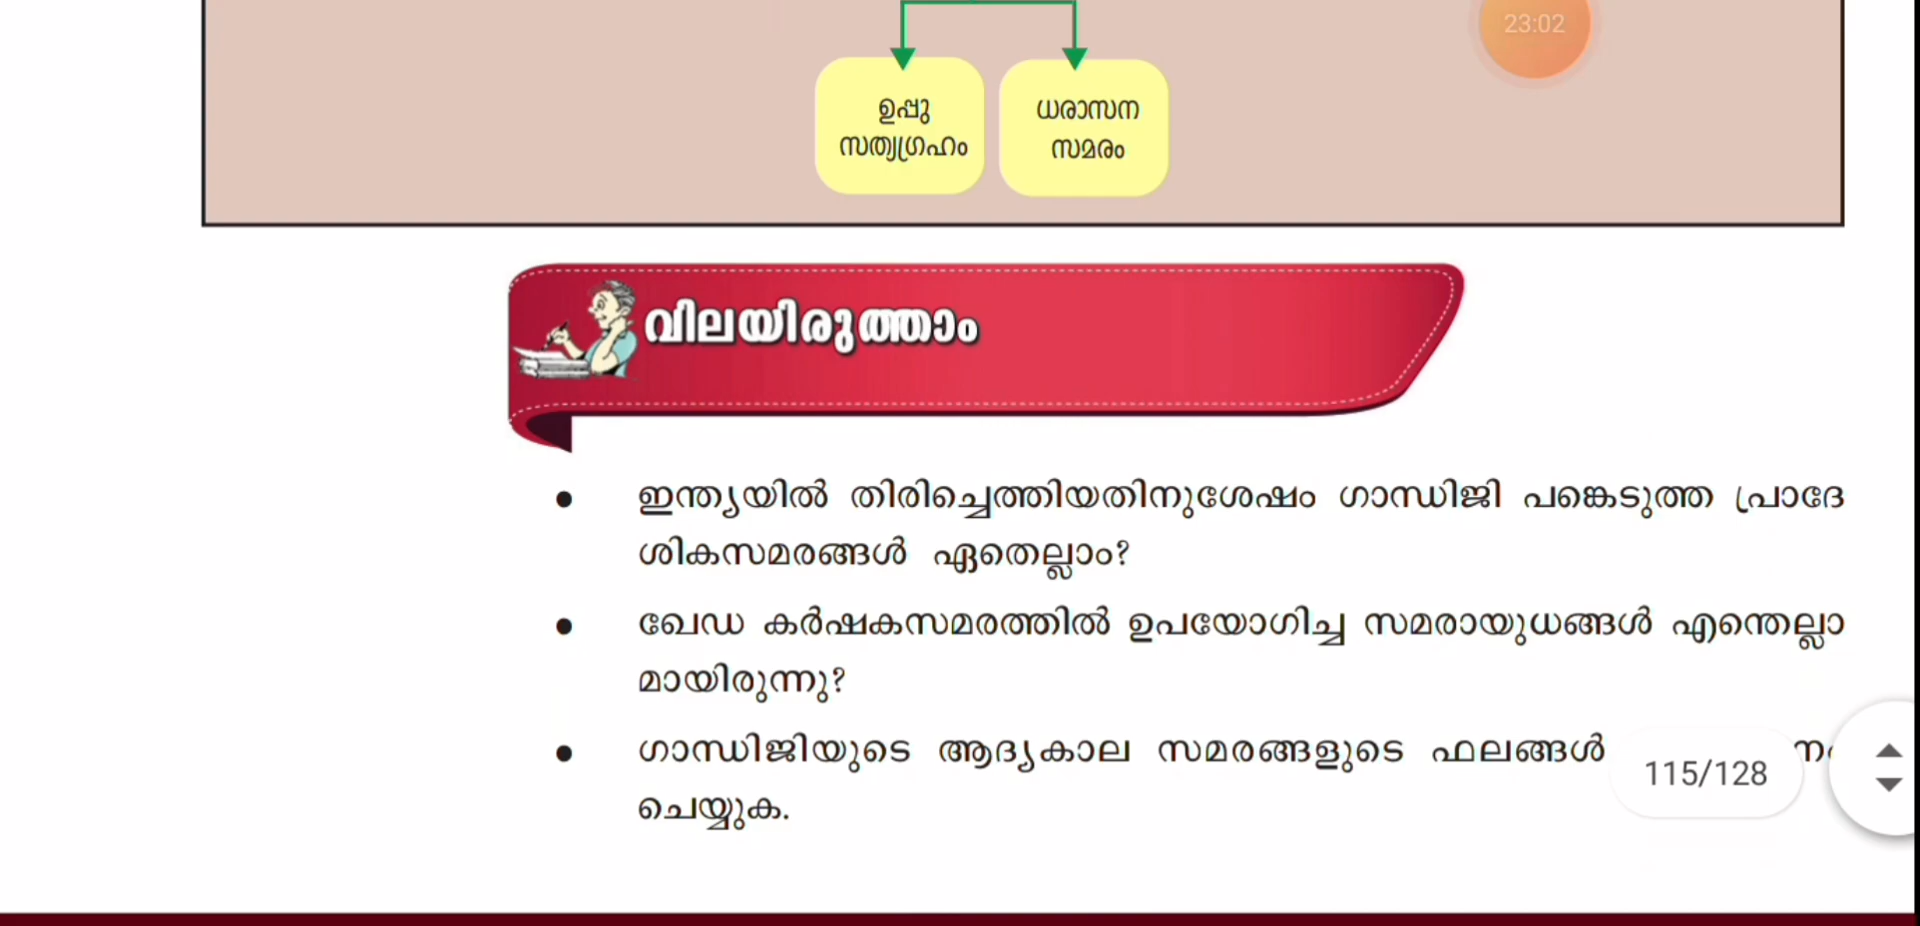 23:02
ഉപ്പു
സത്യഗ്രഹം
ധരാസന
സമരം
വിലയിരുത്താം
• ഇന്ത്യയിൽ തിരിച്ചെത്തിയതിനുശേഷം ഗാന്ധിജി പങ്കെടുത്ത പ്രാദേ
ശികസമരങ്ങൾ ഏതെല്ലാം?
• ഖേഡ കർഷകസമരത്തിൽ ഉപയോഗിച്ച സമരായുധങ്ങൾ എന്തെല്ലാ
മായിരുന്നു?
• ഗാന്ധിജിയുടെ ആദ്യകാല സമരങ്ങളുടെ ഫലങ്ങൾ
115/128
ചെയ്യുക.